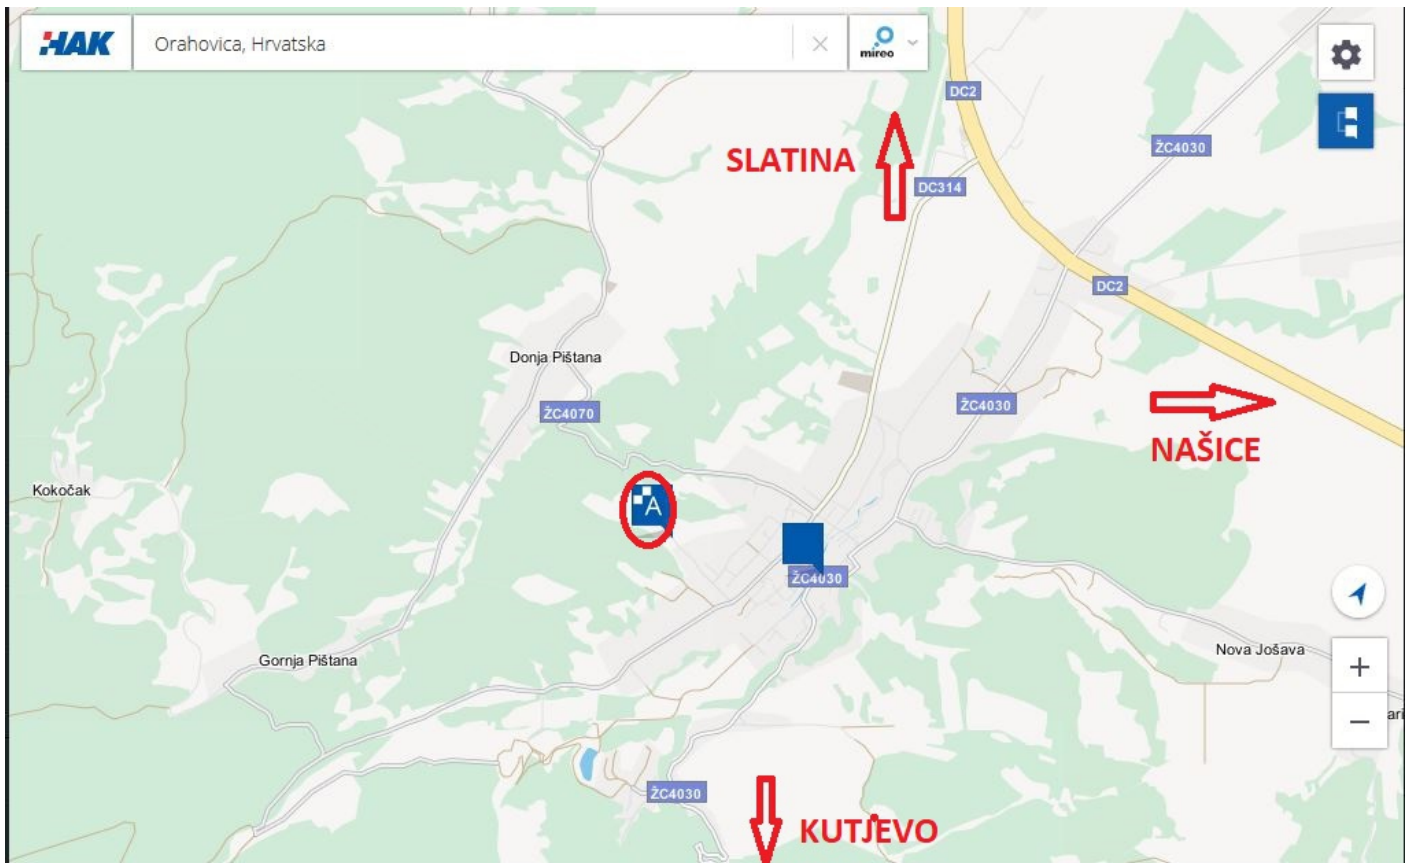 HAK
Orahovica, Hrvatska
mireo
DC2
ŽC4030
SLATINA
DC314
DC2
Donja Pištana
ŽC4070
ŽC4030
NAŠICE
Kokočak
A
ŽC4030
Nova Jošava
Gornja Pištana
+
−
ari
ŽC4030
KUTJEVO